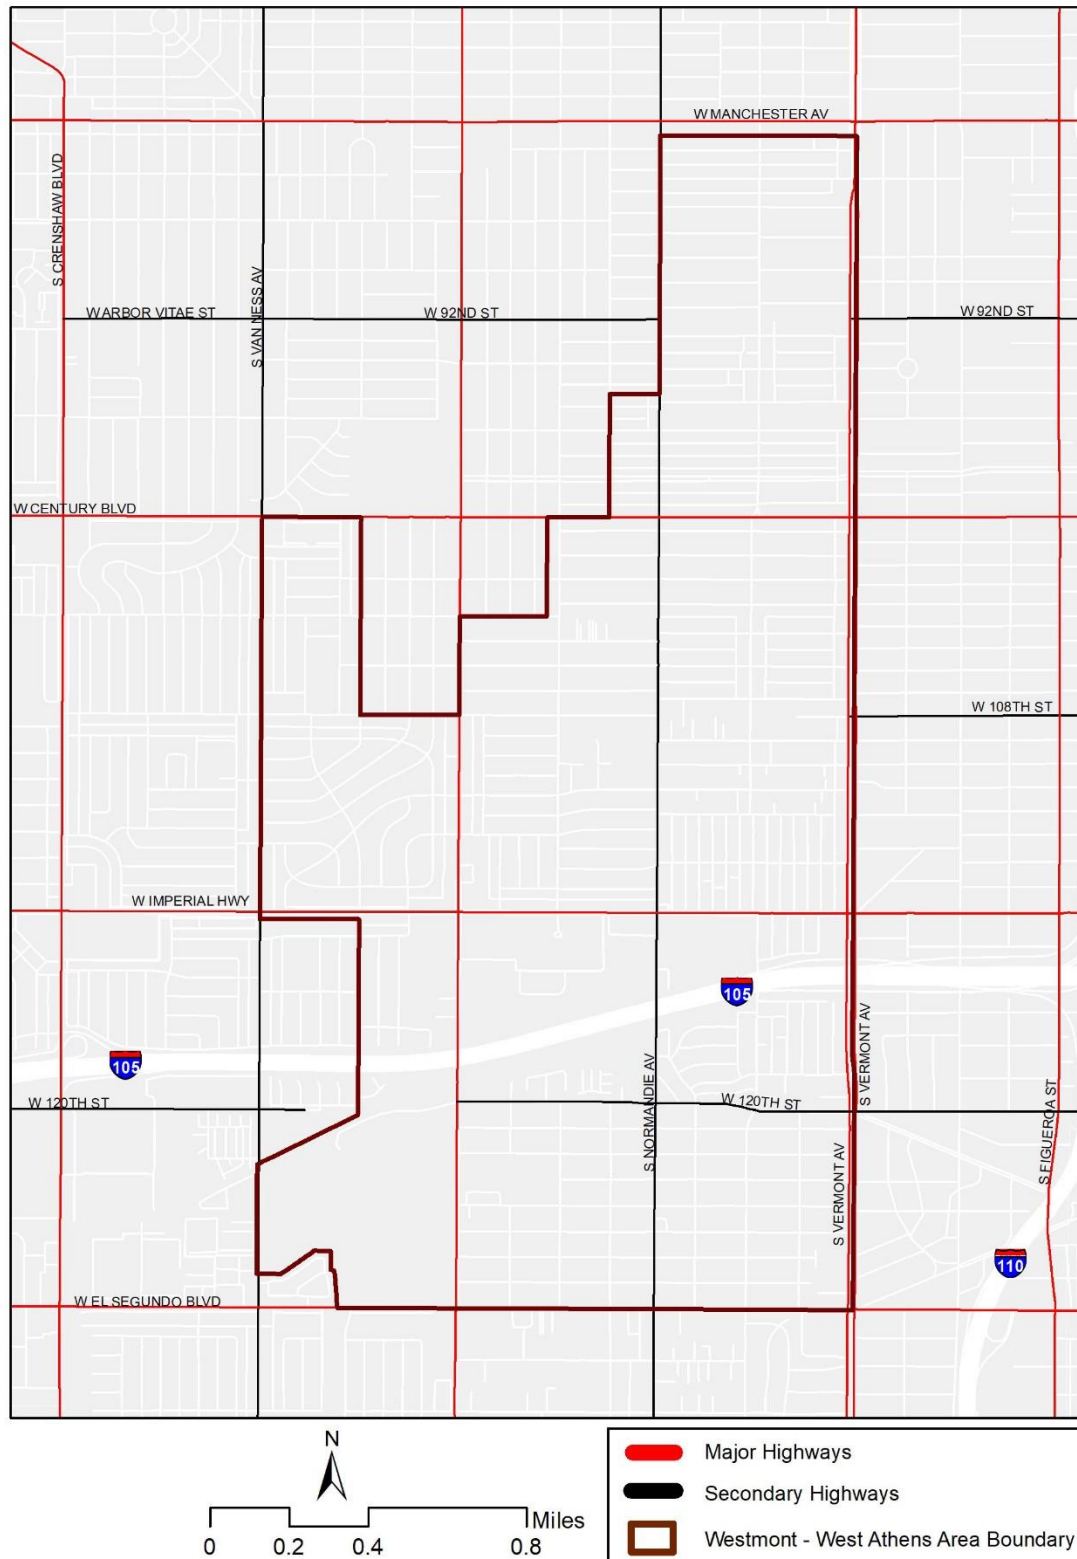 W MANCHESTER AV
S CRENSHAW BLVD
S VAN NESS AV
W ARBOR VITAE ST
W 92ND ST
W 92ND ST
W CENTURY BLVD
W 108TH ST
W IMPERIAL HWY
105
105
W 120TH ST
W 120TH ST
S NORMANDIE AV
S VERMONT AV
S VERMONT AV
S FIGUEROA ST
110
W EL SEGUNDO BLVD
N
Miles
0 0.2 0.4 0.8
Major Highways
Secondary Highways
Westmont - West Athens Area Boundary